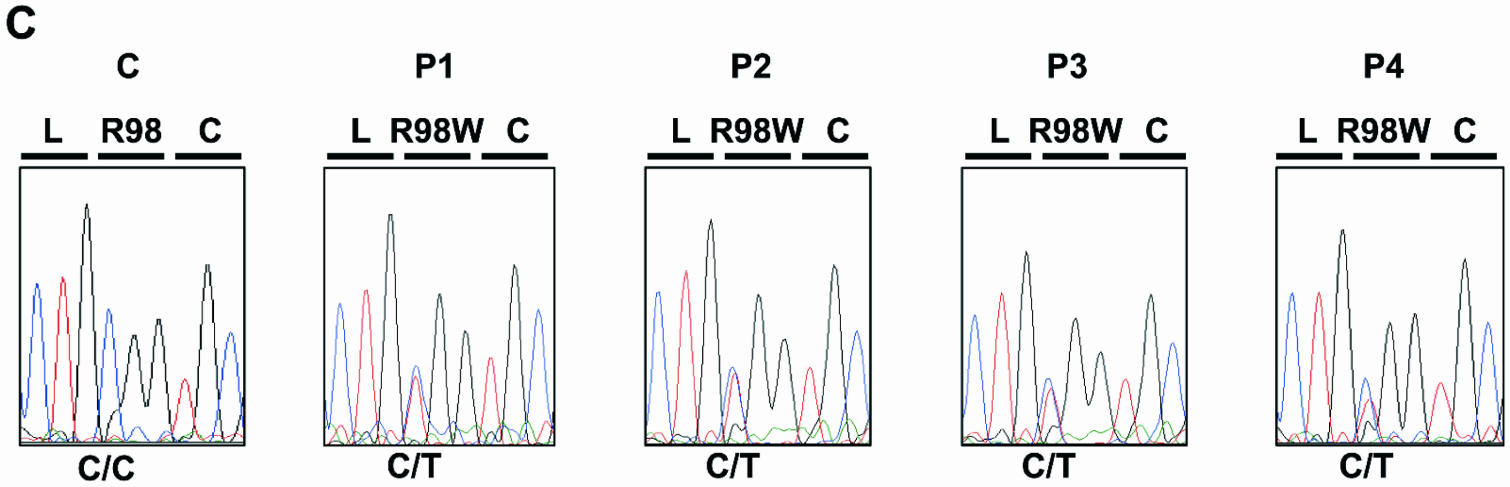 C
C P1 P2 P3 P4
L R98 C L R98W C L R98W C L R98W C L R98W C
C/C C/T C/T C/T C/T